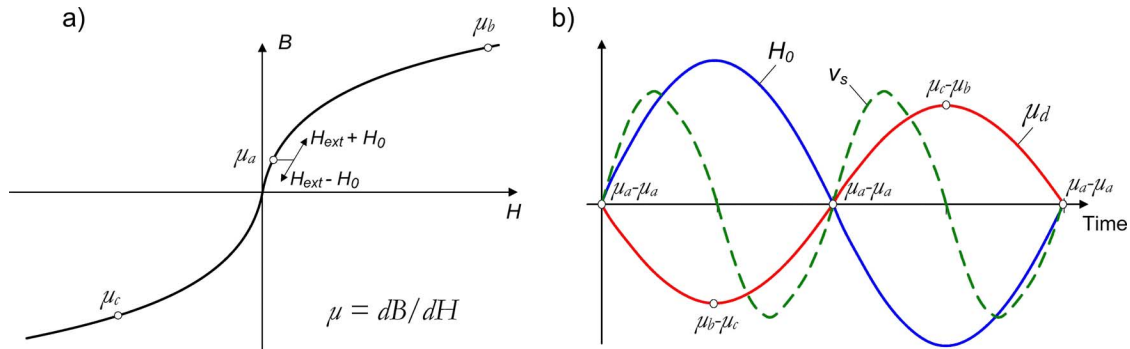 a)
B
μb
μa
Hext + H0
Hext - H0
H
μc
μ = dB/dH
b)
H0
vs
μc-μb
μd
μa-μa
μa-μa
μa-μa
Time
μb-μc